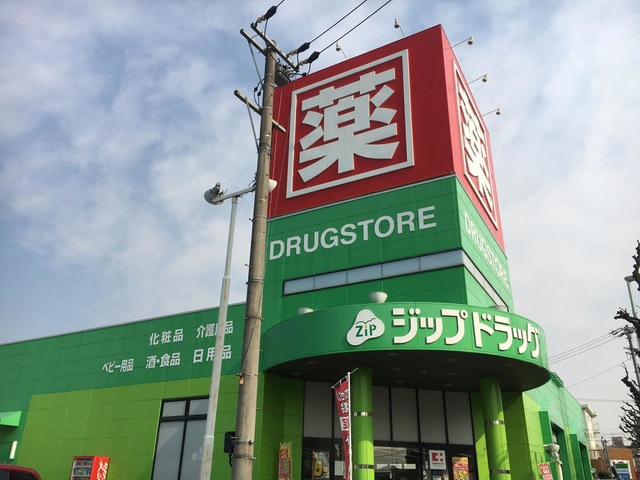 薬
薬
DRUGSTORE
DRUGSTORE
ZiP ジップドラッグ
化粧品 介護用品
ベビー用品 酒・食品 日用品